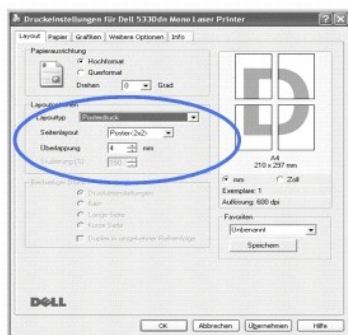 Druckeinstellungen für Dell 5330dn Mono Laser Printer
Layout Papier Grafiken Weitere Optionen Info
Papierausrichtung
Hochformat
Querformat
Drehen 0 Grad
Layoutoptionen
Layouttyp Posterdruck
Seitenlayout Poster<2x2>
Überlappung 4 mm
150
Druckereinstellungen
Kein
Lange Seite
Kurze Seite
Duplex in umgekehrter Reihenfolge
D
A4
210 x 297 mm
mm Zoll
Exemplare: 1
Auflösung: 600 dpi
Favoriten
Unbenannt
Speichern
DELL
OK Abbrechen Übernehmen Hilfe